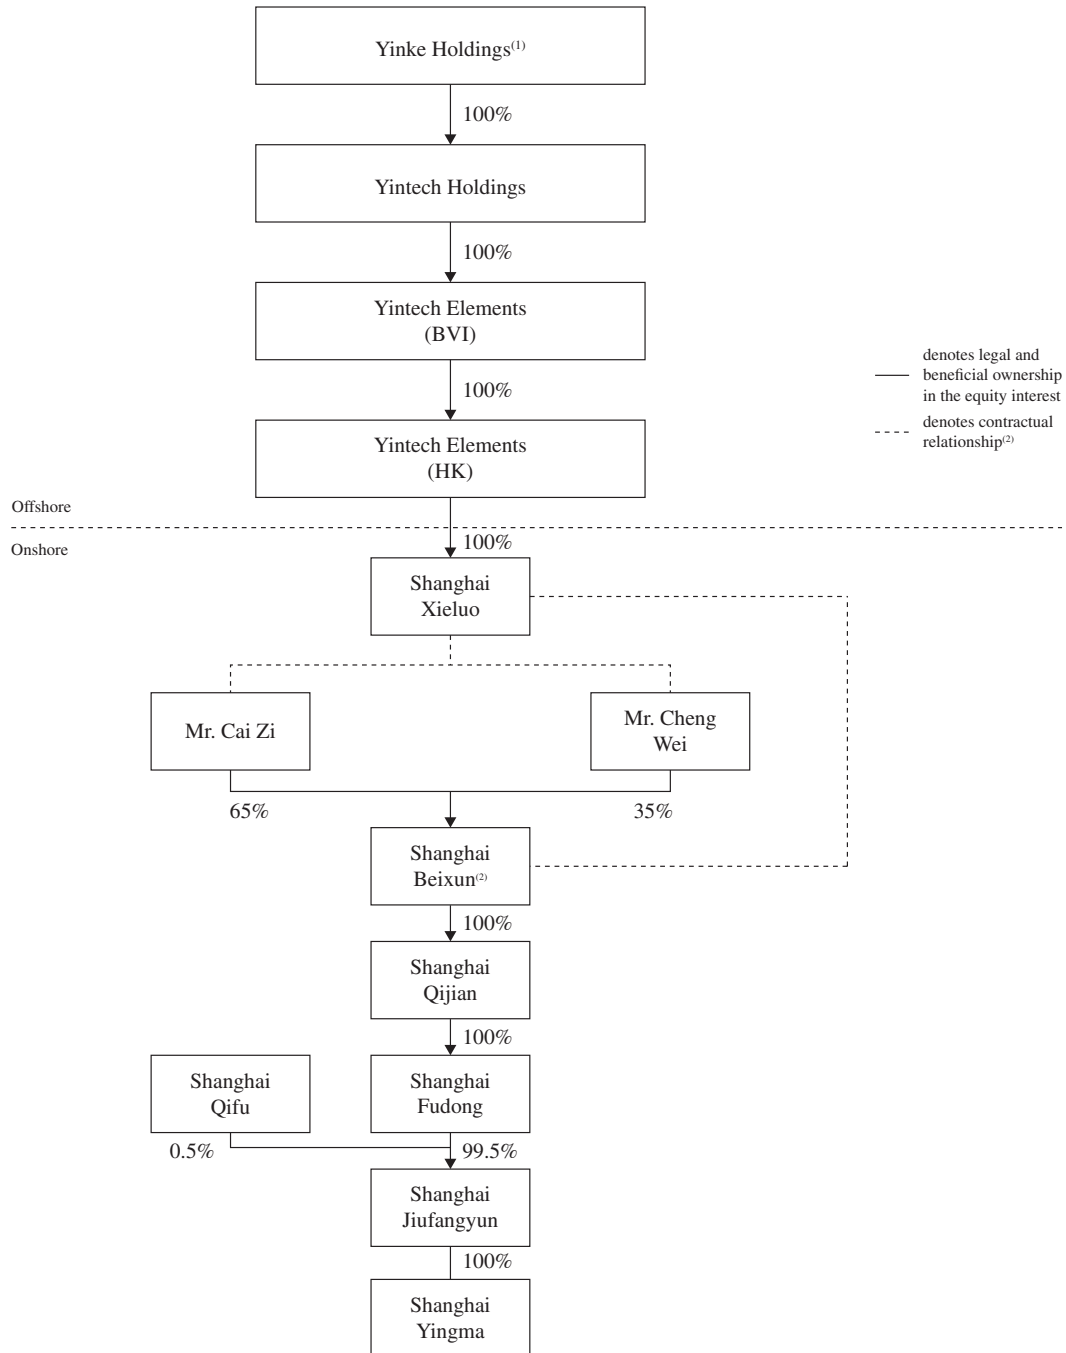 Yinke Holdings(1)
100%
Yintech Holdings
100%
Yintech Elements
(BVI)
100%
denotes legal and
beneficial ownership
in the equity interest
denotes contractual
relationship(2)
Yintech Elements
(HK)
Offshore
Onshore
100%
Shanghai
Xieluo
Mr. Cai Zi
Mr. Cheng
Wei
65%
35%
Shanghai
Beixun(2)
100%
Shanghai
Qijian
100%
Shanghai
Qifu
Shanghai
Fudong
0.5%
99.5%
Shanghai
Jiufangyun
100%
Shanghai
Yingma